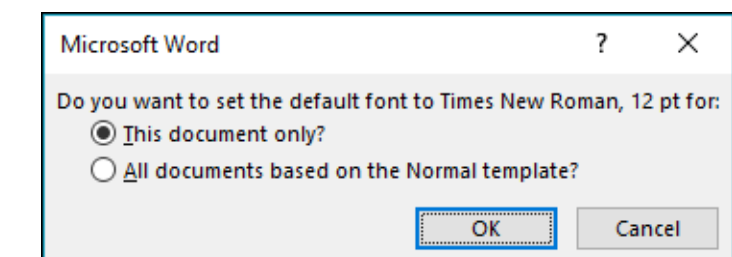 Microsoft Word ?
Do you want to set the default font to Times New Roman, 12 pt for:
This document only?
All documents based on the Normal template?
OK Cancel